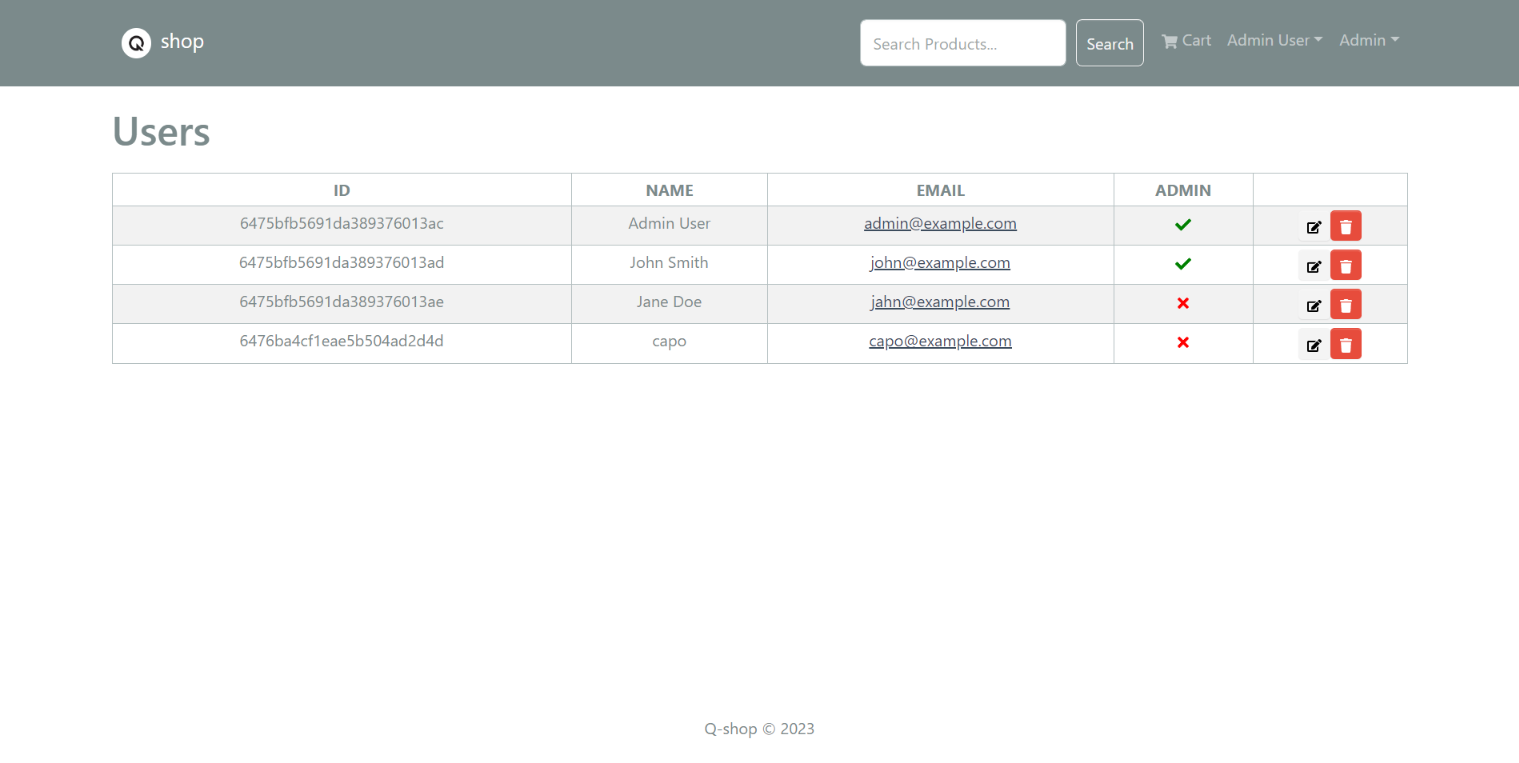 Q shop Search Products... Search Cart Admin User Admin
Users
ID NAME EMAIL ADMIN
6475bfb5691da389376013ac Admin User admin@example.com
6475bfb5691da389376013ad John Smith john@example.com
6475bfb5691da389376013ae Jane Doe jahn@example.com
6476ba4cf1eae5b504ad2d4d capo capo@example.com
Q-shop © 2023